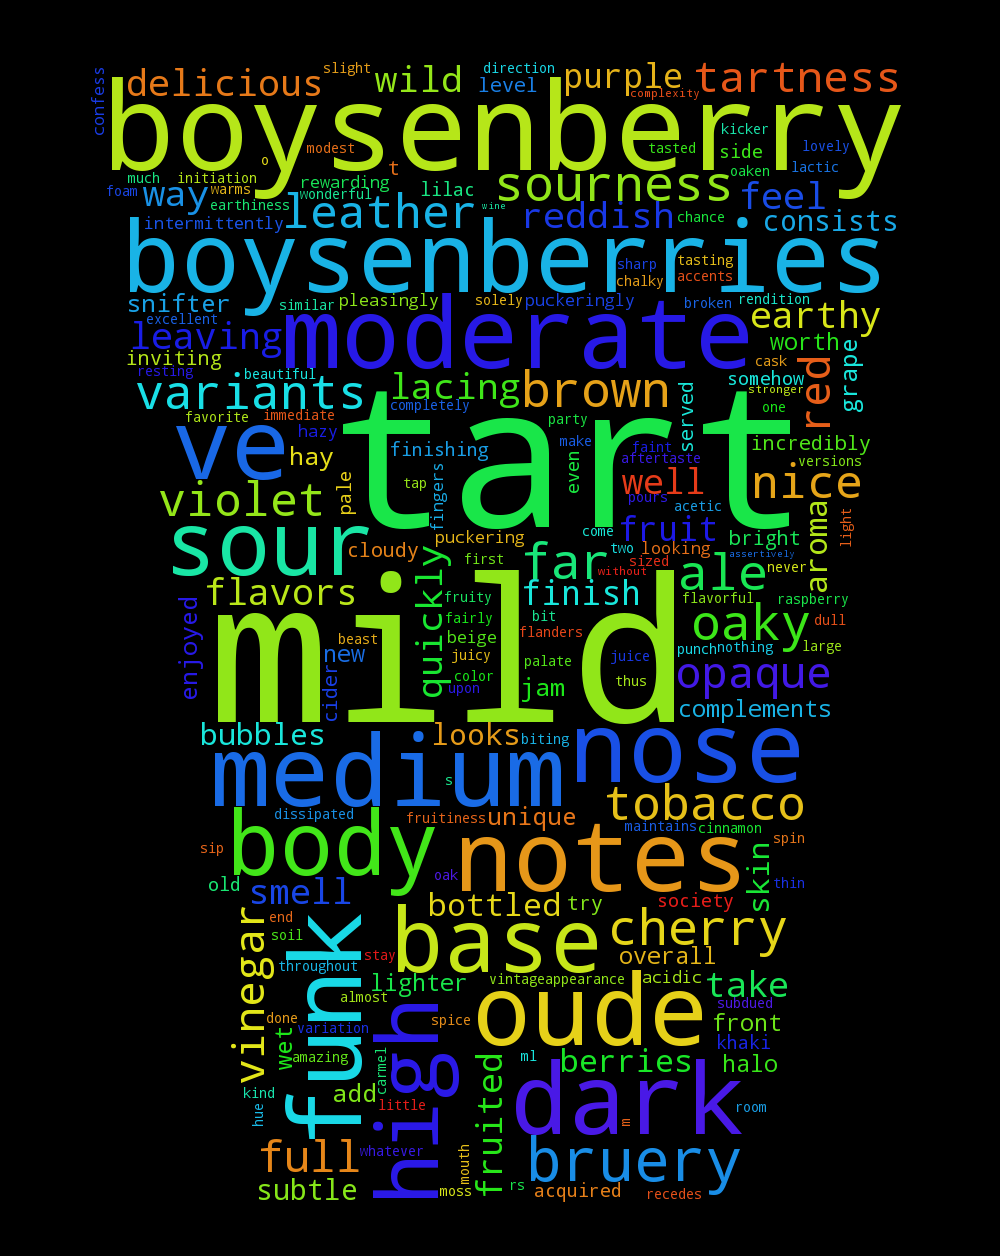 confess
delicious
slight
wild
direction
level
purple
complexity
tartness
boysenberry
modest
o
t
tasted
kicker
side
oaken
lovely
lactic
much
initiation
foam
way
warms
earthiness
rewarding
wonderful
lilac
wine
sourness
feel
intermittently
leather
reddish
chance
consists
boysenberries
sharp
tasting
chalky
accents
snifter
similar
pleasingly
solely
puckeringly
broken
rendition
excellent
leaving
moderate
earthy
inviting
worth
resting
beautiful
cask
somehow
red
grape
variants
lacing
brown
stronger
completely
served
one
favorite
immediate
party
ve
hazy
tart
make
faint
incredibly
hay
finishing
even
aftertaste
versions
violet
pale
tap
fingers
well
nice
pours
acetic
sour
puckering
come
fruit
bright
aroma
light
cloudy
first
far
two
looking
assertively
without
sized
ale
never
flavors
quickly
fruity
finish
flavorful
raspberry
enjoyed
mild
fairly
bit
flanders
oaky
dull
beast
beige
new
juicy
palate
juice
punch
nothing
large
cider
color
upon
jam
thus
opaque
complements
bubbles
looks
biting
nose
medium
s
tobacco
dissipated
fruitiness
unique
maintains
cinnamon
spin
body
notes
sip
oak
skin
thin
old
smell
bottled
try
society
vinegar
end
soil
funk
base
cherry
stay
overall
throughout
lighter
vintageappearance
acidic
take
almost
oude
subdued
done
variation
high
spice
front
wet
khaki
amazing
carmel
ml
berries
halo
kind
add
little
fruited
dark
hue
m
room
full
whatever
mouth
bruery
subtle
moss
rs
acquired
recedes